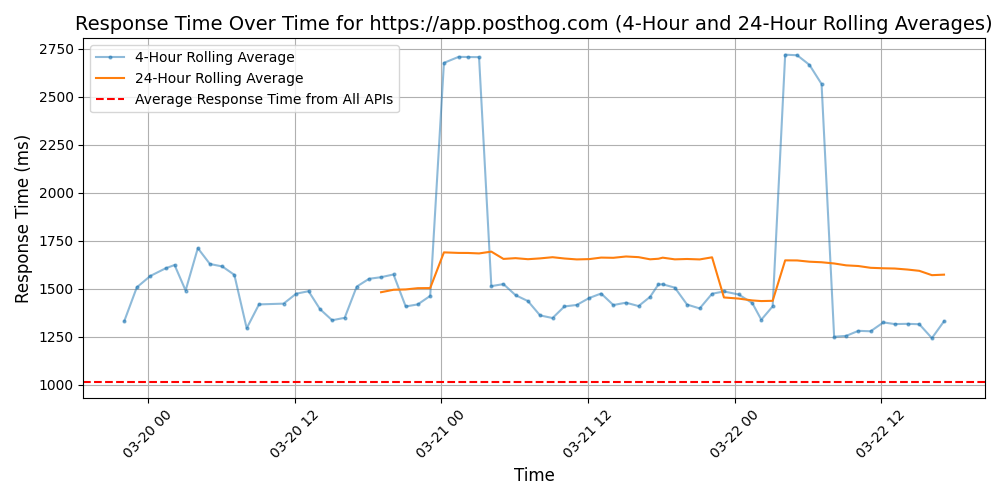 Response Time Over Time for https://app.posthog.com (4-Hour and 24-Hour Rolling Averages)
4-Hour Rolling Average
24-Hour Rolling Average
Average Response Time from All APIs
Response Time (ms)
2750
2500
2250
2000
1750
1500
1250
1000
03-20 00
03-20 12
03-21 00
03-21 12
03-22 00
03-22 12
Time